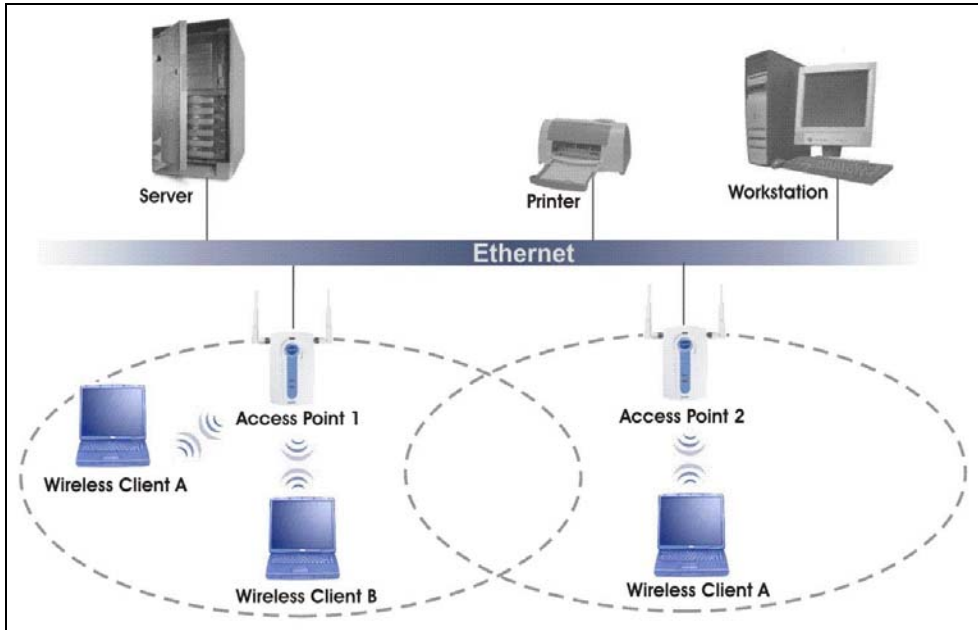 Server
Printer
Workstation
Ethernet
Access Point 1
Access Point 2
Wireless Client A
Wireless Client B
Wireless Client A